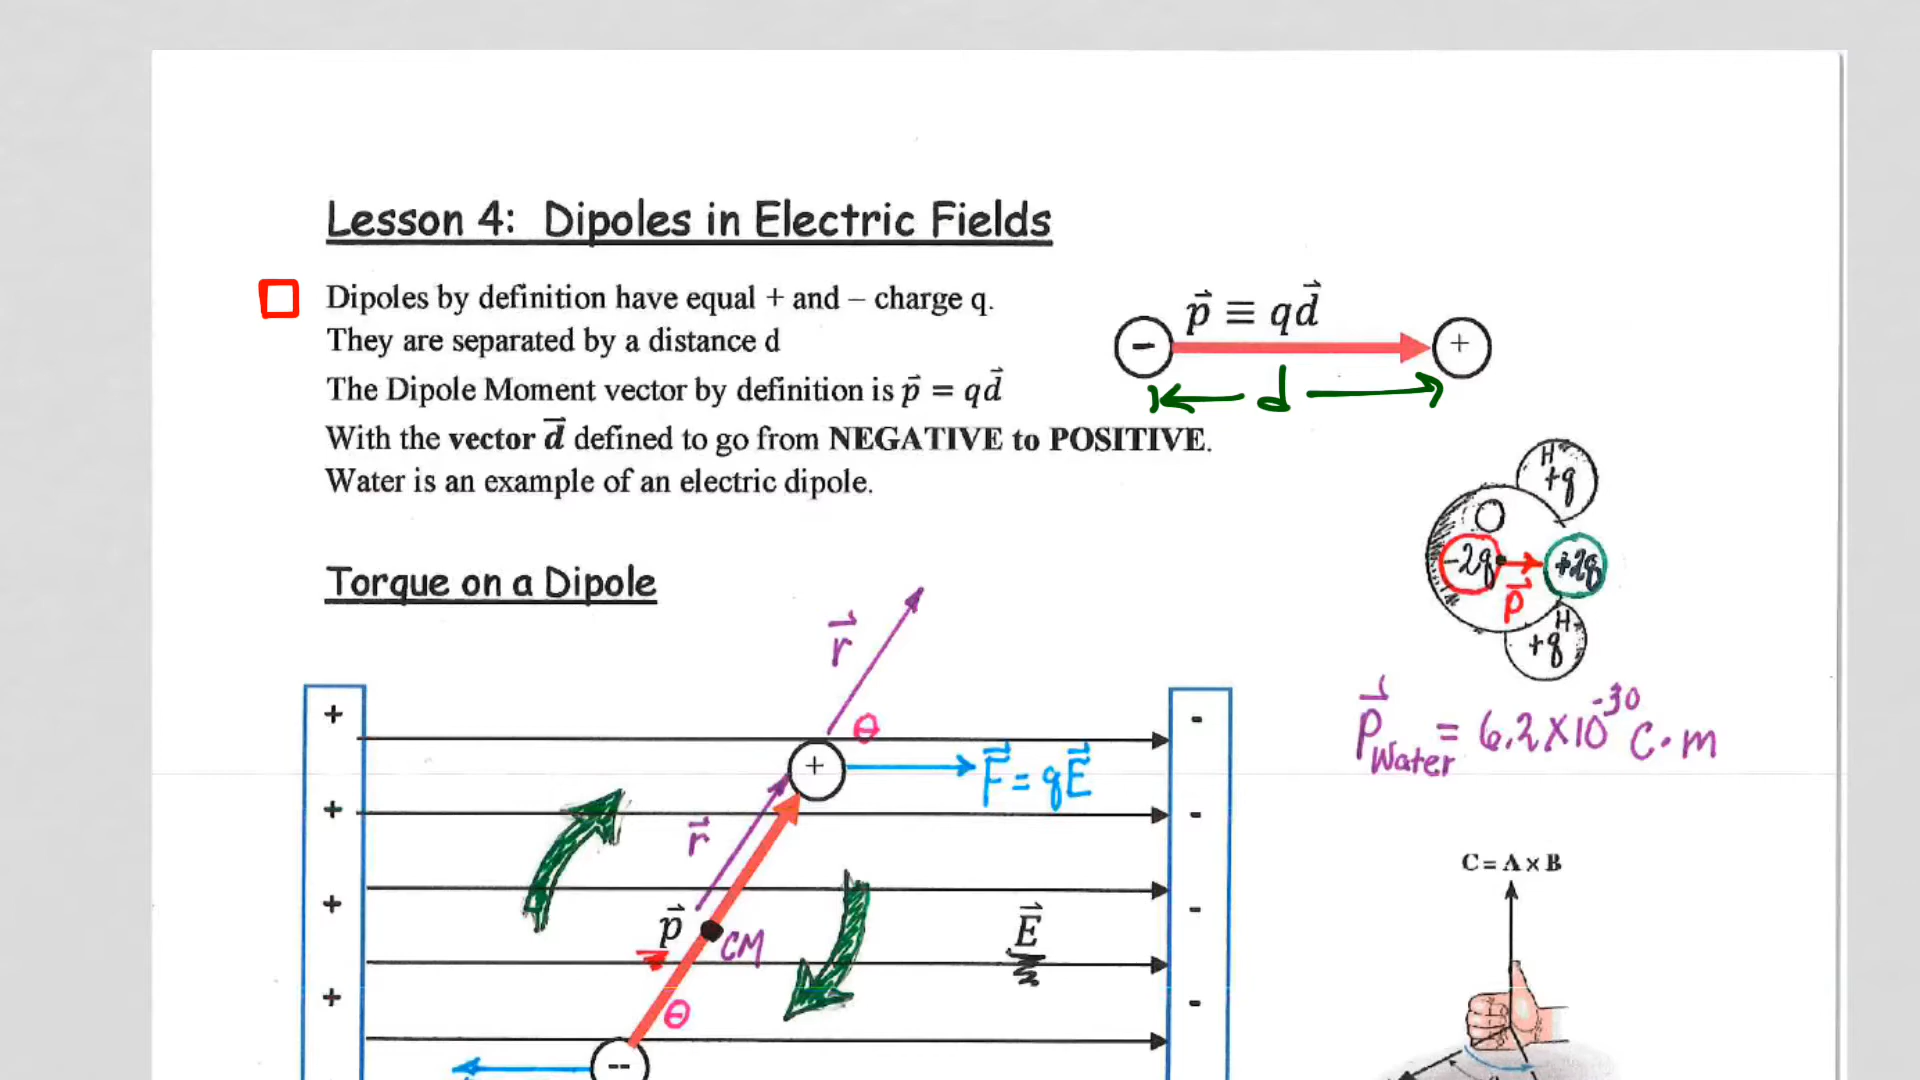 Lesson 4: Dipoles in Electric Fields
Dipoles by definition have equal + and – charge q.
They are separated by a distance d
The Dipole Moment vector by definition is p⃗ = qd⃗
With the vector d⃗ defined to go from NEGATIVE to POSITIVE.
Water is an example of an electric dipole.
p⃗ ≡ qd⃗
- +
d
H
+q
O
-2q +2q
p⃗
H
+q
P⃗Water = 6.2×10⁻³⁰ C·m
Torque on a Dipole
r⃗
θ
+ -
+
F⃗ = qE⃗
+ -
r⃗
+ -
p⃗
CM
E⃗
+ -
θ
--
C = A × B